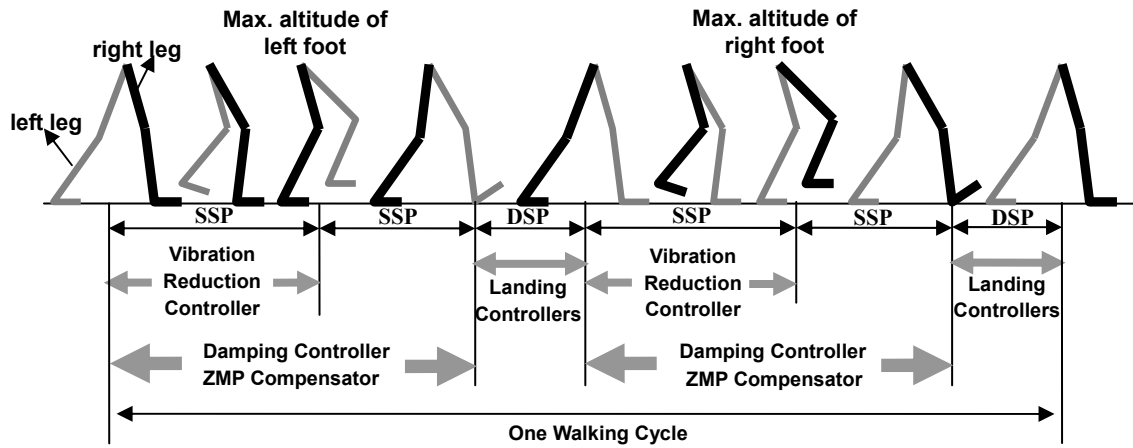 Max. altitude of
left foot
Max. altitude of
right foot
right leg
left leg
SSP
SSP
DSP
SSP
SSP
DSP
Vibration
Reduction
Controller
Landing
Controllers
Vibration
Reduction
Controller
Landing
Controllers
Damping Controller
ZMP Compensator
Damping Controller
ZMP Compensator
One Walking Cycle